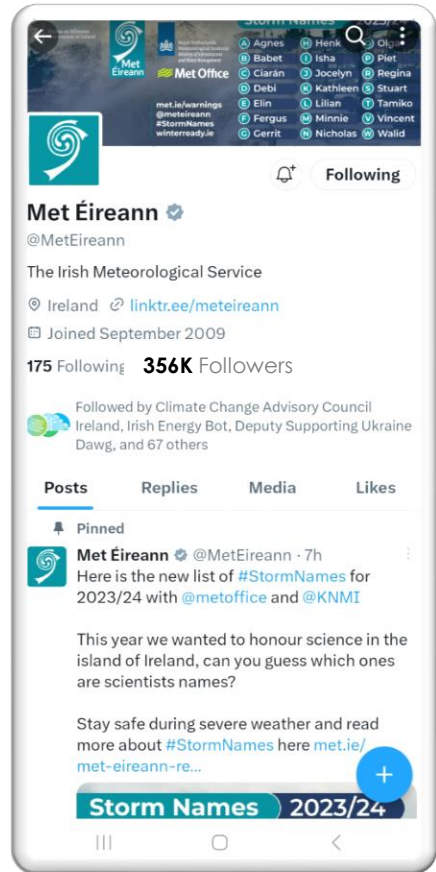 Storm Names 2023/24
Met Éireann
Met Office
met.ie/warnings
@meteireann
#StormNames
winterready.ie
A Agnes
B Babet
C Ciarán
D Debi
E Elin
F Fergus
G Gerrit
H Henk
I Isha
J Jocelyn
K Kathleen
L Lilian
M Minnie
N Nicholas
O Olga
P Piet
R Regina
S Stuart
T Tamiko
V Vincent
W Walid
Following
Met Éireann
@MetEireann
The Irish Meteorological Service
Ireland linktr.ee/meteireann
Joined September 2009
175 Following 356K Followers
Followed by Climate Change Advisory Council
Ireland, Irish Energy Bot, Deputy Supporting Ukraine
Dawg, and 67 others
Posts Replies Media Likes
Pinned
Met Éireann @MetEireann · 7h
Here is the new list of #StormNames for
2023/24 with @metoffice and @KNMI
This year we wanted to honour science in the
island of Ireland, can you guess which ones
are scientists names?
Stay safe during severe weather and read
more about #StormNames here met.ie/
met-eireann-re...
Storm Names 2023/24